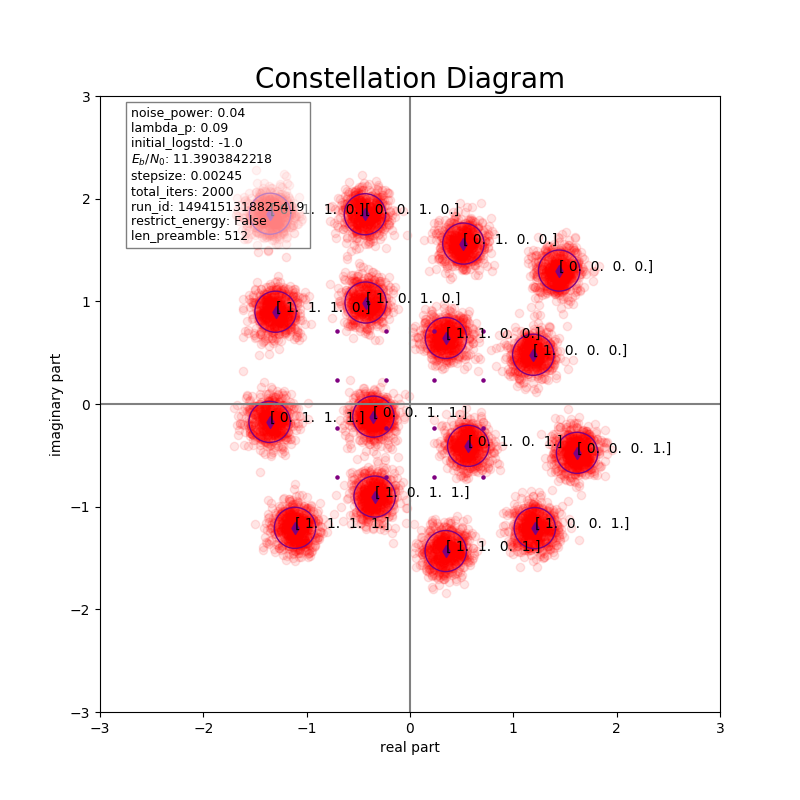 Constellation Diagram
noise_power: 0.04
lambda_p: 0.09
initial_logstd: -1.0
E_b/N_0: 11.3903842218
stepsize: 0.00245
total_iters: 2000
run_id: 1494151318825419
restrict_energy: False
len_preamble: 512
1. 1. 0.]
[ 0. 0. 1. 0.]
[ 0. 1. 0. 0.]
[ 0. 0. 0. 0.]
[ 1. 1. 1. 0.]
[ 1. 0. 1. 0.]
[ 1. 1. 0. 0.]
[ 1. 0. 0. 0.]
[ 0. 1. 1. 1.]
[ 0. 0. 1. 1.]
[ 0. 1. 0. 1.]
[ 0. 0. 0. 1.]
[ 1. 0. 1. 1.]
[ 1. 1. 1. 1.]
[ 1. 1. 0. 1.]
[ 1. 0. 0. 1.]
3
2
1
0
−1
−2
−3
imaginary part
−3 −2 −1 0 1 2 3
real part